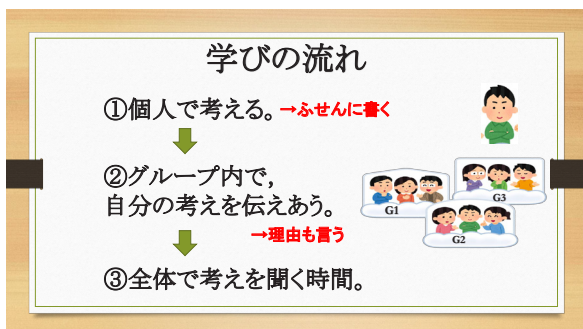 学びの流れ
①個人で考える。→ふせんに書く
②グループ内で,
自分の考えを伝えあう。
→理由も言う
G1
G3
G2
③全体で考えを聞く時間。